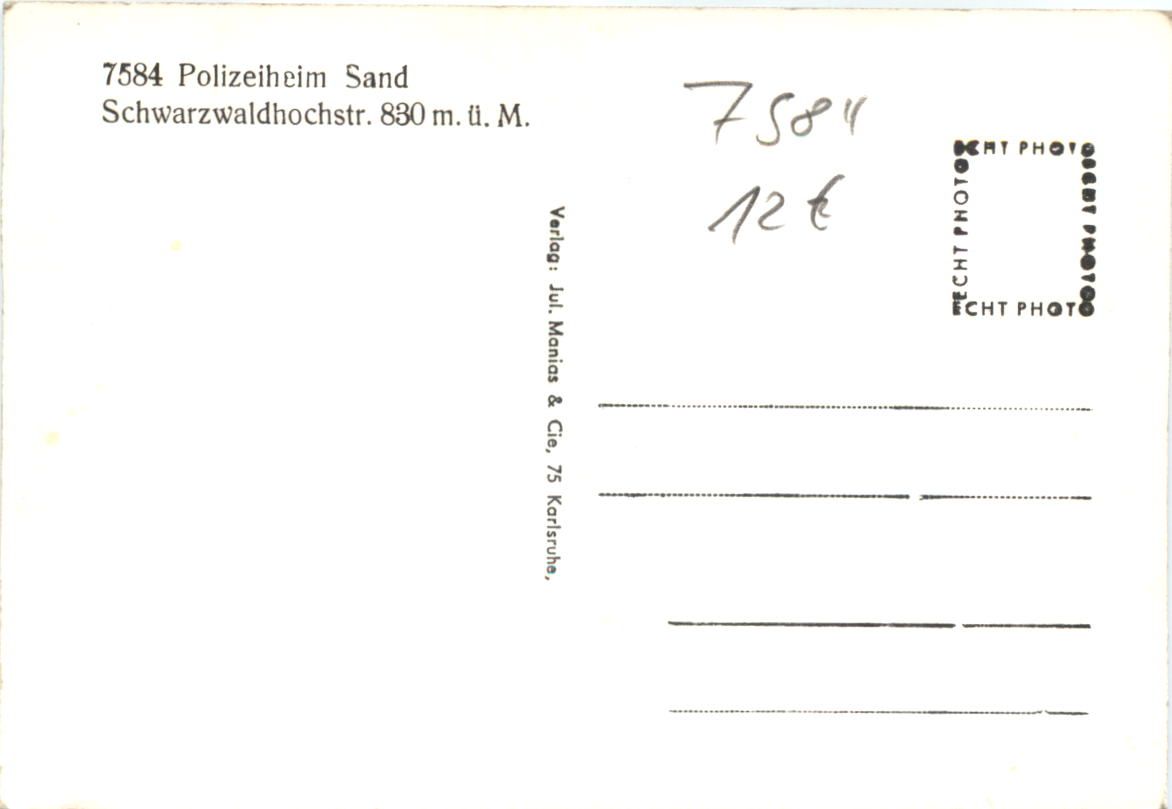 7584 Polizeiheim Sand
Schwarzwaldhochstr. 830 m. ü. M.
7584
12 €
Verlag: Jul. Manias & Cie, 75 Karlsruhe,
ECHT PHOTO
ECHT PHOTO
ECHT PHOTO
ECHT PHOTO